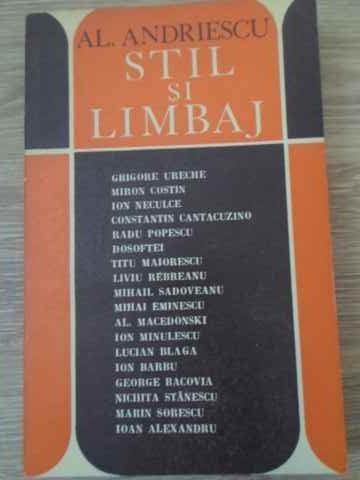 AL. ANDRIESCU
STIL
ȘI
LIMBAJ
GRIGORE URECHE
MIRON COSTIN
ION NECULCE
CONSTANTIN CANTACUZINO
RADU POPESCU
DOSOFTEI
TITU MAIORESCU
LIVIU REBREANU
MIHAIL SADOVEANU
MIHAI EMINESCU
AL. MACEDONSKI
ION MINULESCU
LUCIAN BLAGA
ION BARBU
GEORGE BACOVIA
NICHITA STĂNESCU
MARIN SORESCU
IOAN ALEXANDRU